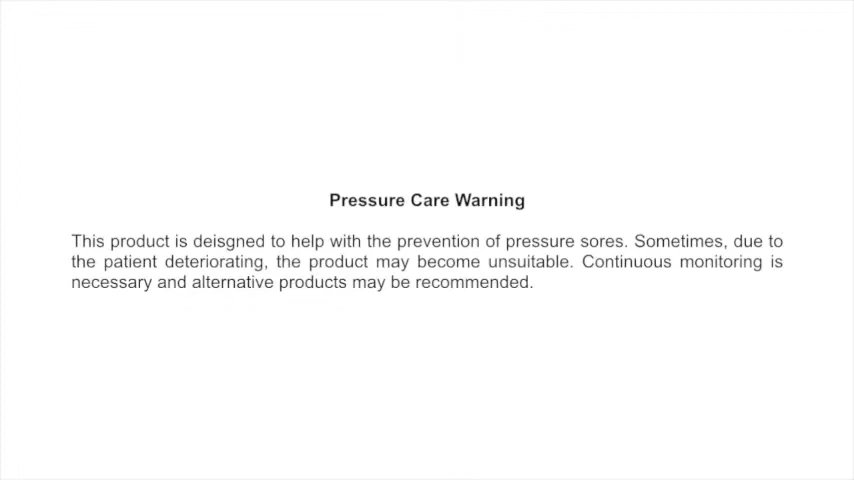 Pressure Care Warning
This product is deisgned to help with the prevention of pressure sores. Sometimes, due to
the patient deteriorating, the product may become unsuitable. Continuous monitoring is
necessary and alternative products may be recommended.